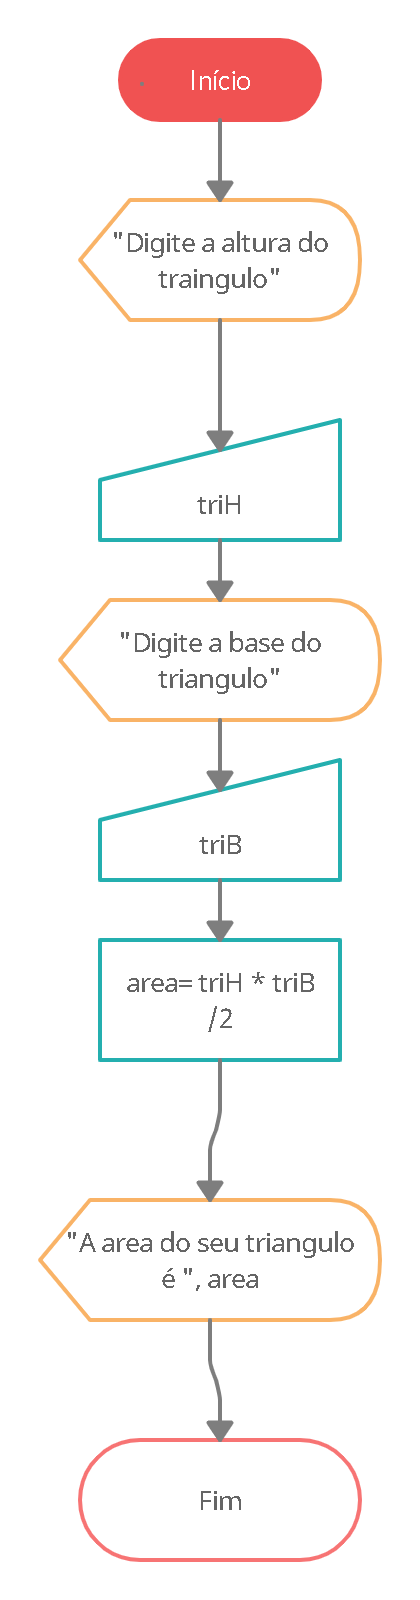 Início
"Digite a altura do
traingulo"
triH
"Digite a base do
triangulo"
triB
area= triH * triB
/2
"A area do seu triangulo
é ", area
Fim